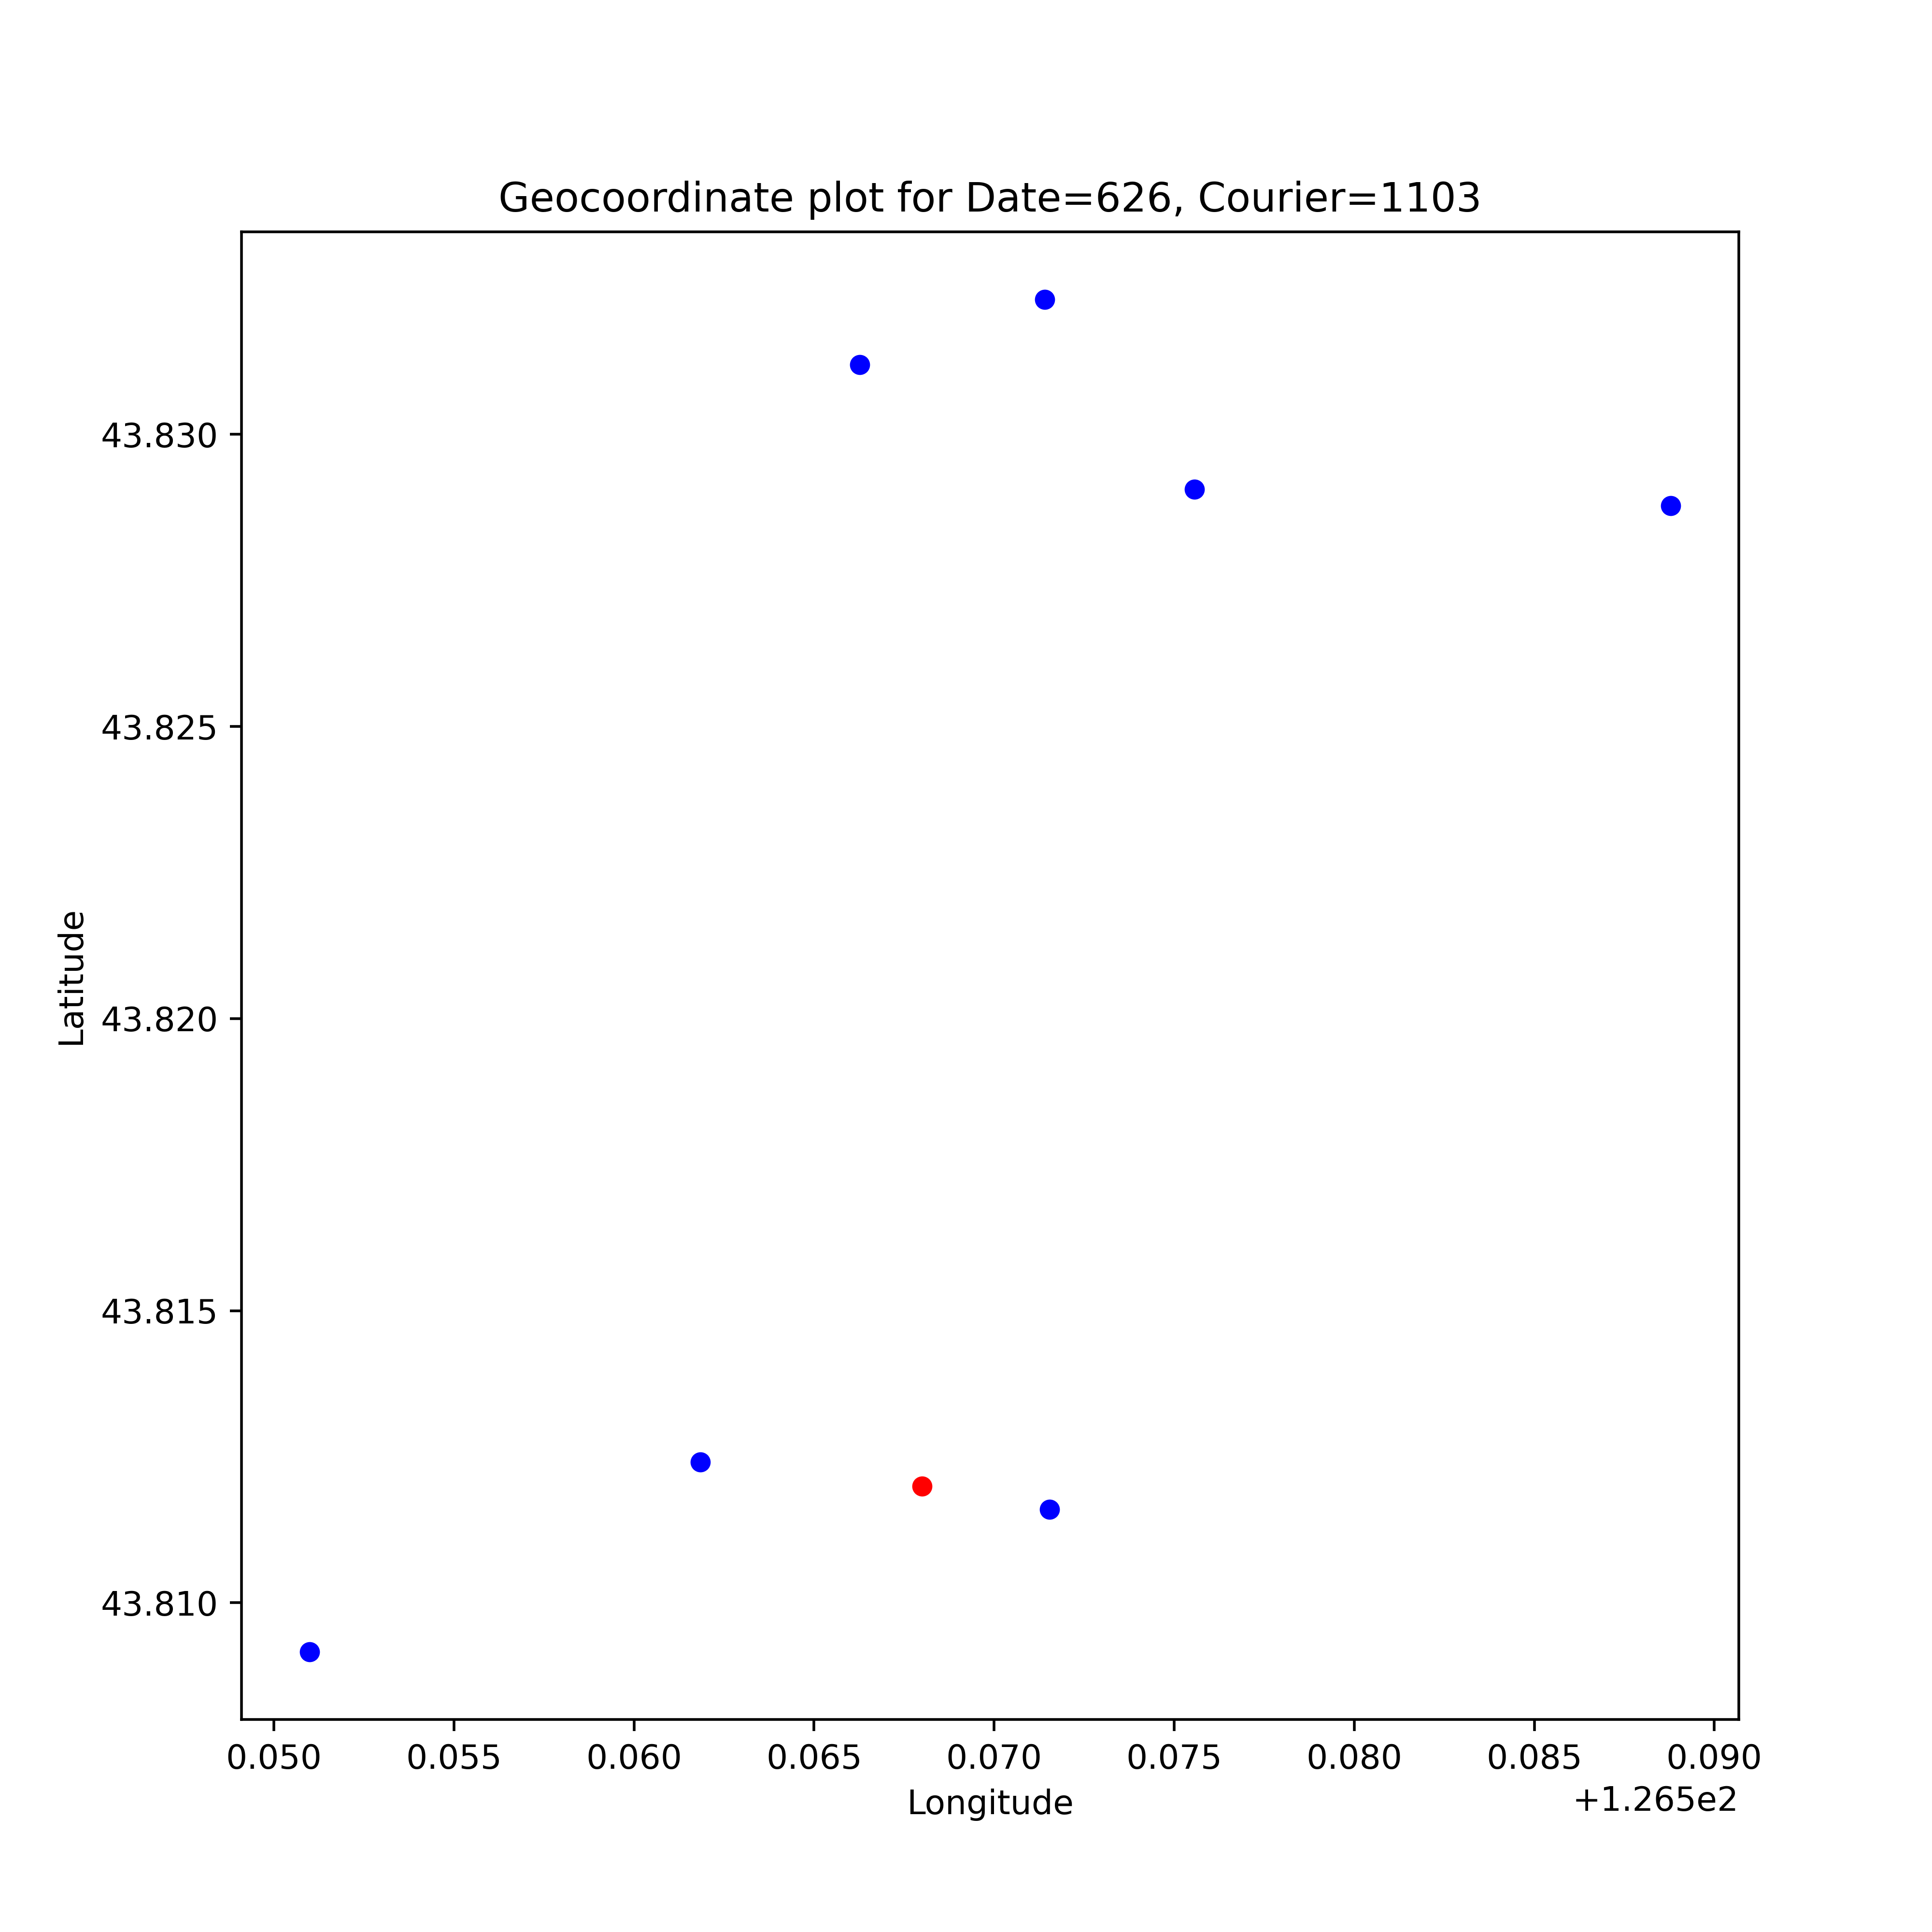 Geocoordinate plot for Date=626, Courier=1103
43.830
43.825
43.820
43.815
43.810
Latitude
0.050 0.055 0.060 0.065 0.070 0.075 0.080 0.085 0.090
Longitude
+1.265e2